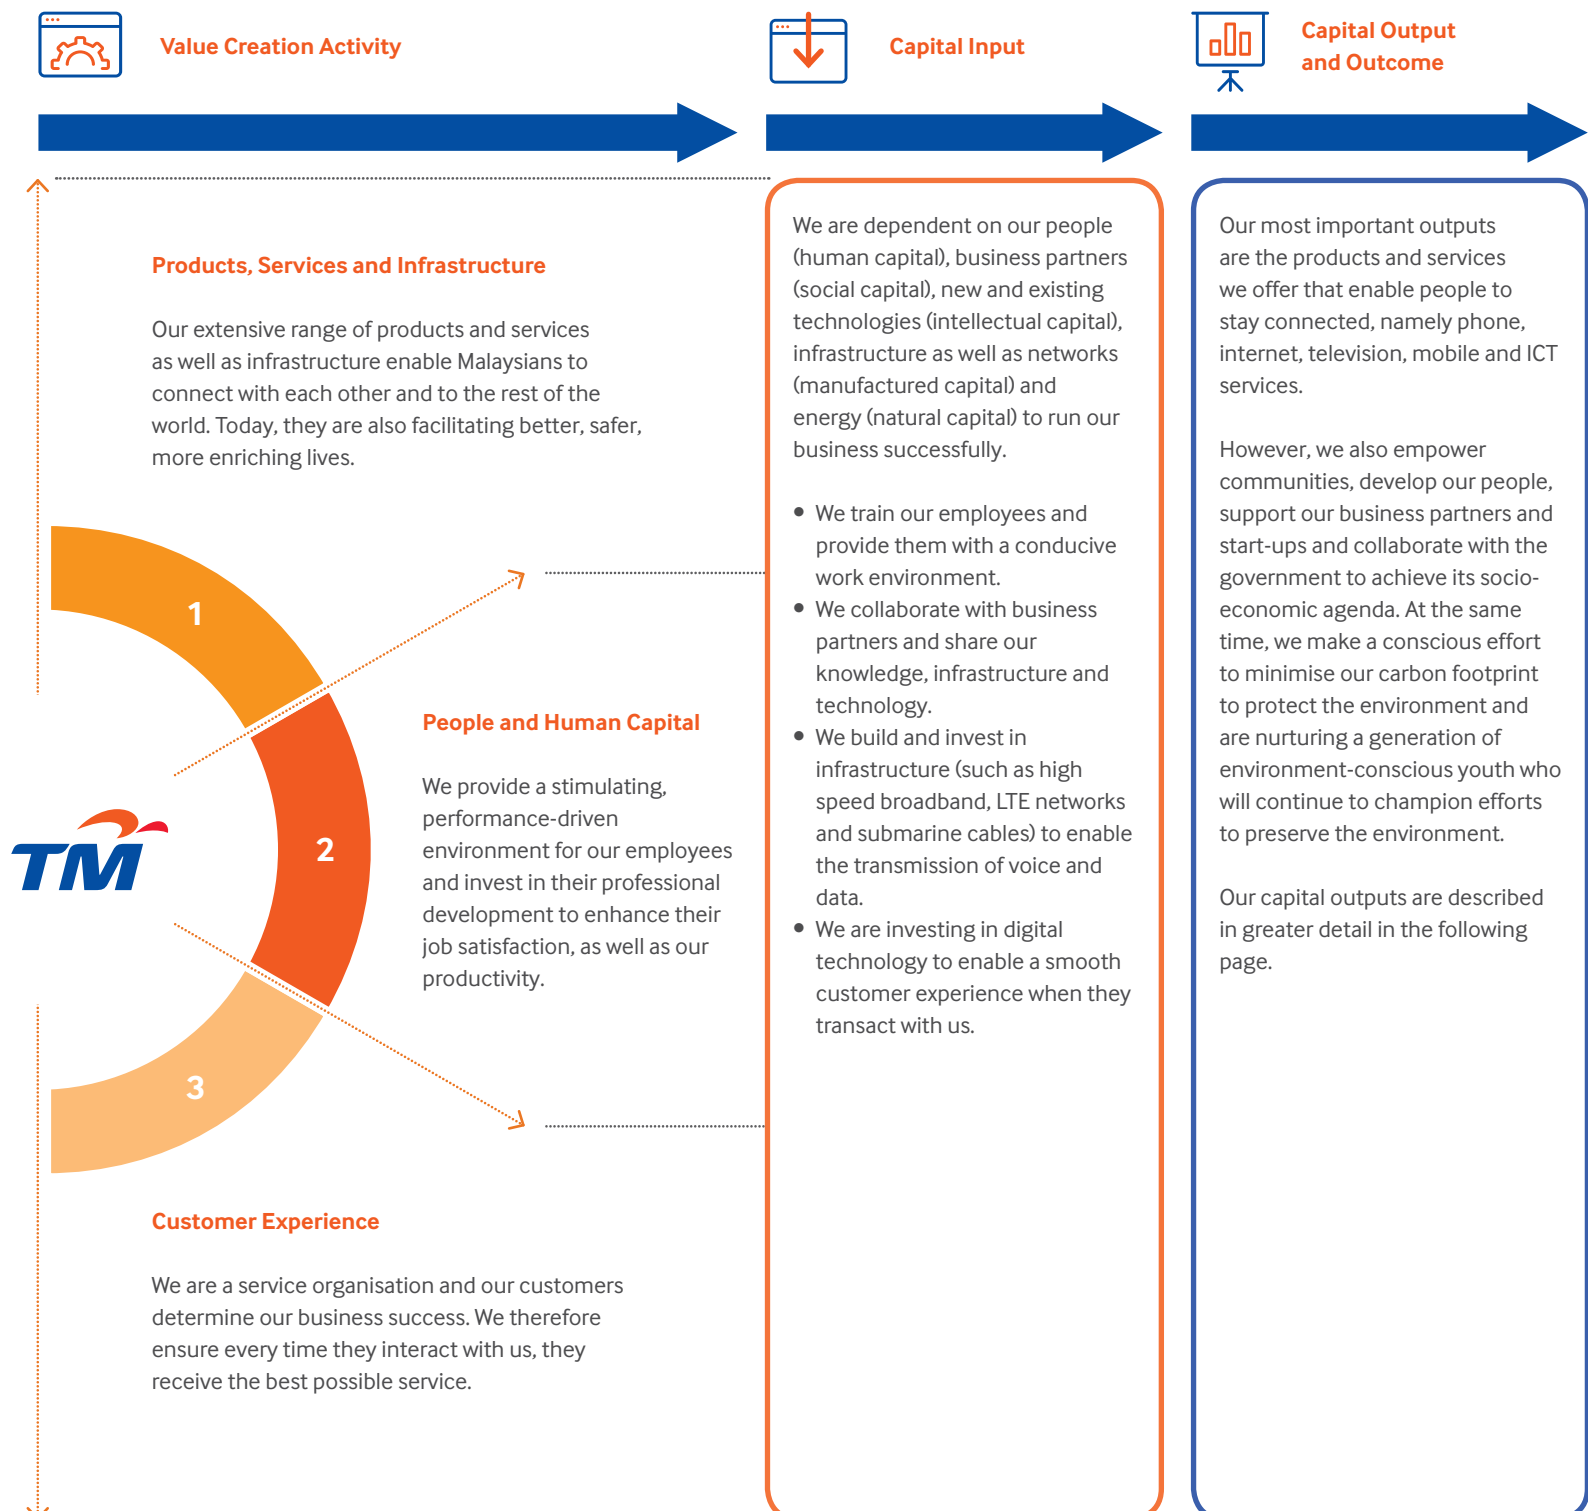 Value Creation Activity
Capital Input
Capital Output
and Outcome
Products, Services and Infrastructure
Our extensive range of products and services
as well as infrastructure enable Malaysians to
connect with each other and to the rest of the
world. Today, they are also facilitating better, safer,
more enriching lives.
1
2
3
TM
People and Human Capital
We provide a stimulating,
performance-driven
environment for our employees
and invest in their professional
development to enhance their
job satisfaction, as well as our
productivity.
Customer Experience
We are a service organisation and our customers
determine our business success. We therefore
ensure every time they interact with us, they
receive the best possible service.
We are dependent on our people
(human capital), business partners
(social capital), new and existing
technologies (intellectual capital),
infrastructure as well as networks
(manufactured capital) and
energy (natural capital) to run our
business successfully.
• We train our employees and
provide them with a conducive
work environment.
• We collaborate with business
partners and share our
knowledge, infrastructure and
technology.
• We build and invest in
infrastructure (such as high
speed broadband, LTE networks
and submarine cables) to enable
the transmission of voice and
data.
• We are investing in digital
technology to enable a smooth
customer experience when they
transact with us.
Our most important outputs
are the products and services
we offer that enable people to
stay connected, namely phone,
internet, television, mobile and ICT
services.
However, we also empower
communities, develop our people,
support our business partners and
start-ups and collaborate with the
government to achieve its socio-
economic agenda. At the same
time, we make a conscious effort
to minimise our carbon footprint
to protect the environment and
are nurturing a generation of
environment-conscious youth who
will continue to champion efforts
to preserve the environment.
Our capital outputs are described
in greater detail in the following
page.